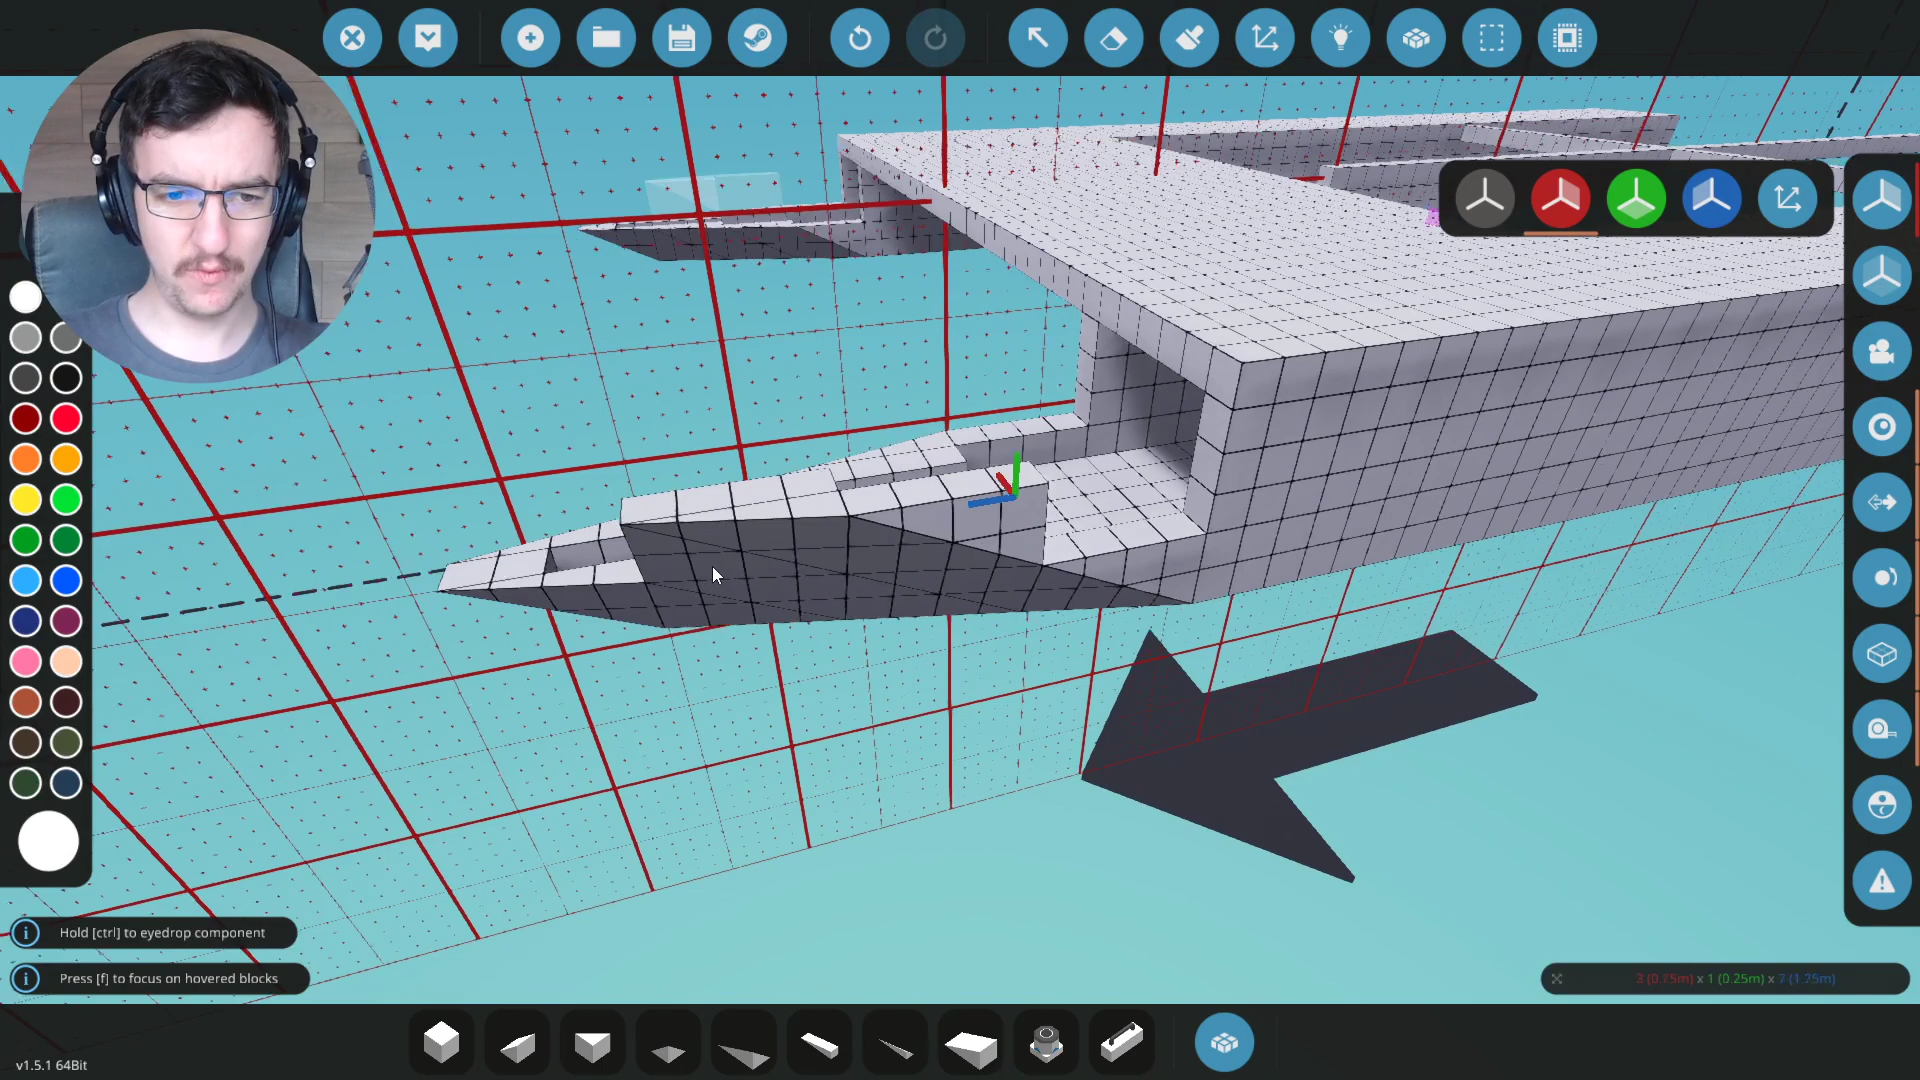 Hold [ctrl] to eyedrop component
Press [f] to focus on hovered blocks
3 (0.75m) x 1 (0.25m) x 7 (1.75m)
v1.5.1 64Bit